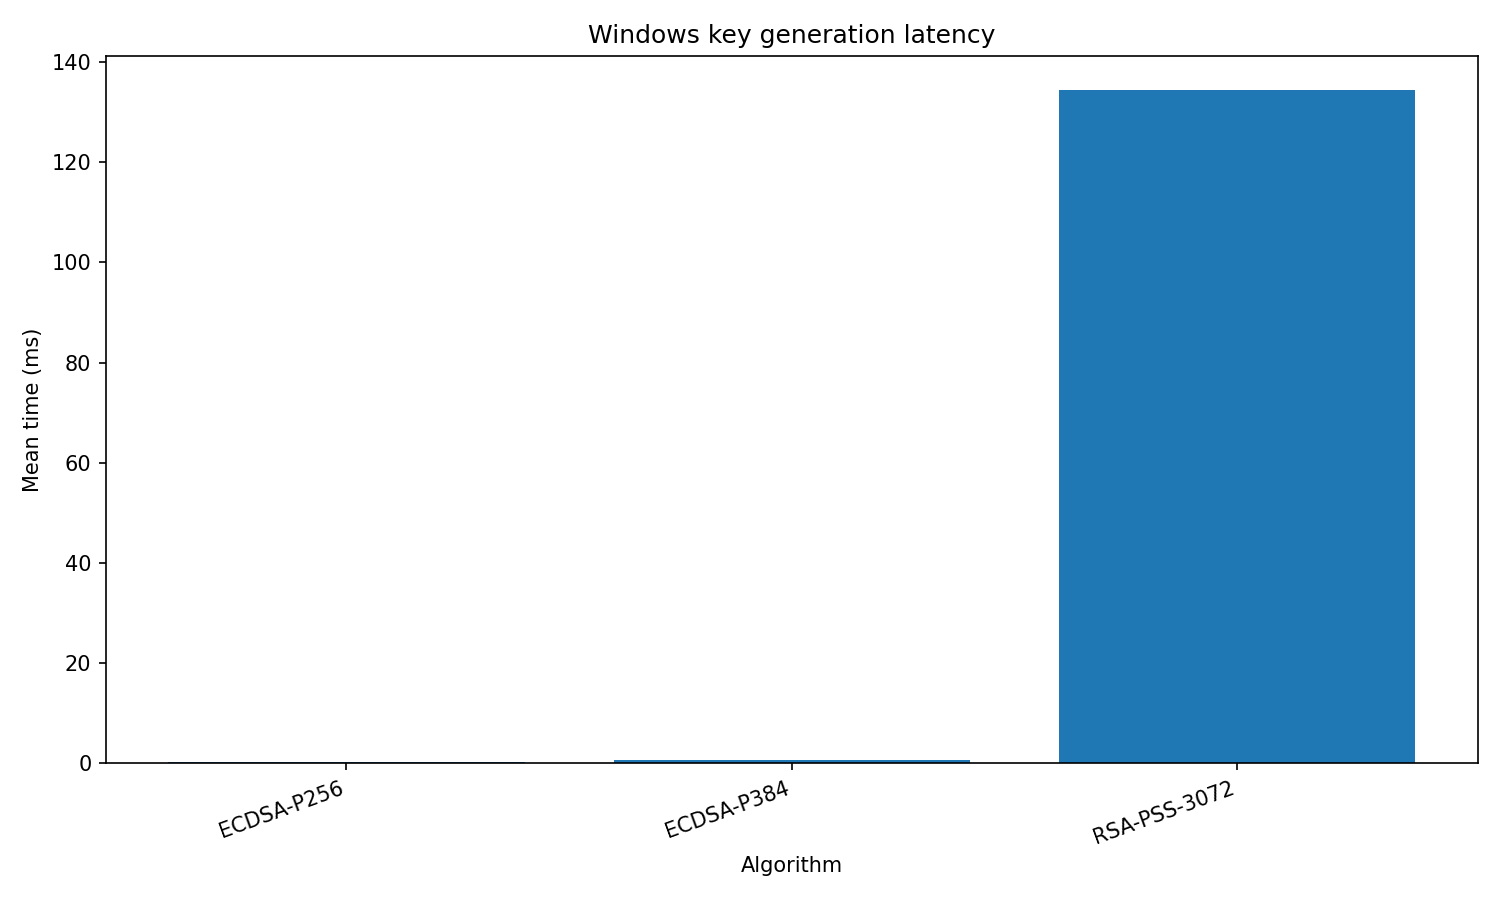 Windows key generation latency
140
120
100
80
60
40
20
0
Mean time (ms)
ECDSA-P256
ECDSA-P384
RSA-PSS-3072
Algorithm